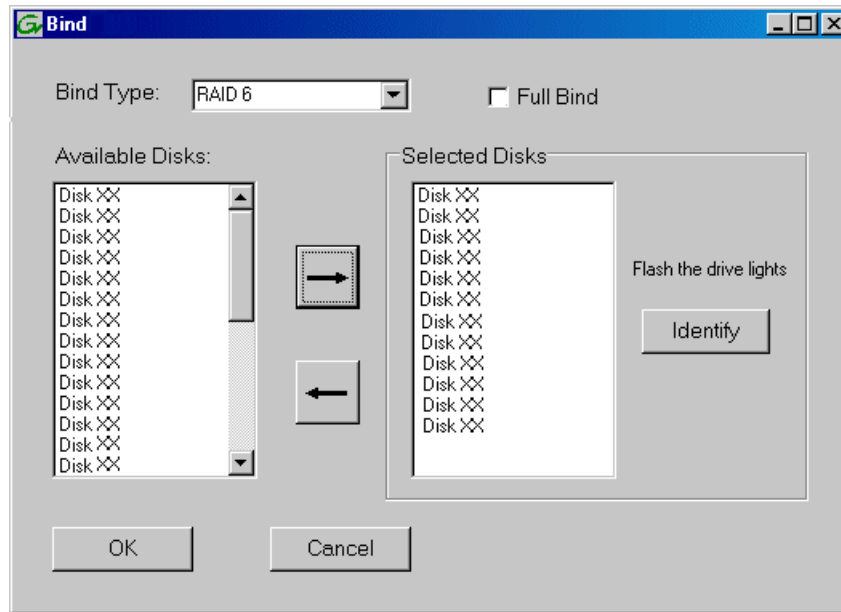 Bind
Bind Type: RAID 6 Full Bind
Available Disks:
Disk XX
Disk XX
Disk XX
Disk XX
Disk XX
Disk XX
Disk XX
Disk XX
Disk XX
Disk XX
Disk XX
Disk XX
Disk XX
Disk XX
Selected Disks
Disk XX
Disk XX
Disk XX
Disk XX
Disk XX
Disk XX
Disk XX
Disk XX
Disk XX
Disk XX
Disk XX
Disk XX
Flash the drive lights
Identify
OK Cancel